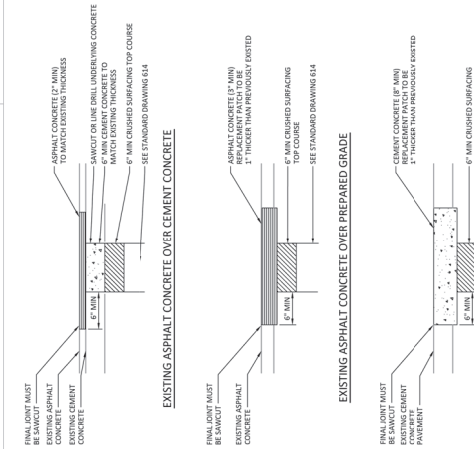 FINAL JOINT MUST
BE SAWCUT
EXISTING ASPHALT
CONCRETE
EXISTING CEMENT
CONCRETE
6" MIN
ASPHALT CONCRETE (2" MIN)
TO MATCH EXISTING THICKNESS
SAWCUT OR LINE DRILL UNDERLYING CONCRETE
6" MIN CEMENT CONCRETE TO
MATCH EXISTING THICKNESS
6" MIN CRUSHED SURFACING TOP COURSE
SEE STANDARD DRAWING 614
EXISTING ASPHALT CONCRETE OVER CEMENT CONCRETE
FINAL JOINT MUST
BE SAWCUT
EXISTING ASPHALT
CONCRETE
6" MIN
ASPHALT CONCRETE (3" MIN)
REPLACEMENT PATCH TO BE
1" THICKER THAN PREVIOUSLY EXISTED
6" MIN CRUSHED SURFACING
TOP COURSE
SEE STANDARD DRAWING 614
EXISTING ASPHALT CONCRETE OVER PREPARED GRADE
FINAL JOINT MUST
BE SAWCUT
EXISTING CEMENT
CONCRETE
PAVEMENT
6" MIN
CEMENT CONCRETE (8" MIN)
REPLACEMENT PATCH TO BE
1" THICKER THAN PREVIOUSLY EXISTED
6" MIN CRUSHED SURFACING